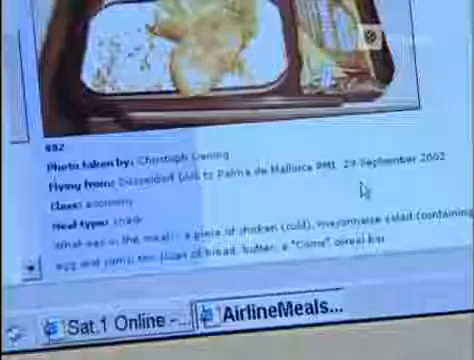 692
Photo taken by: Christoph Liening
Flying from: Düsseldorf DUS to Palma de Mallorca PMI, 29 September 2002
Class: economy
Meal type: snack
What was in the meal: a piece of chicken (cold), mayonnaise salad (containing
egg and ham), two slices of bread, butter, a "Corny" cereal bar
Sat.1 Online -...
AirlineMeals...